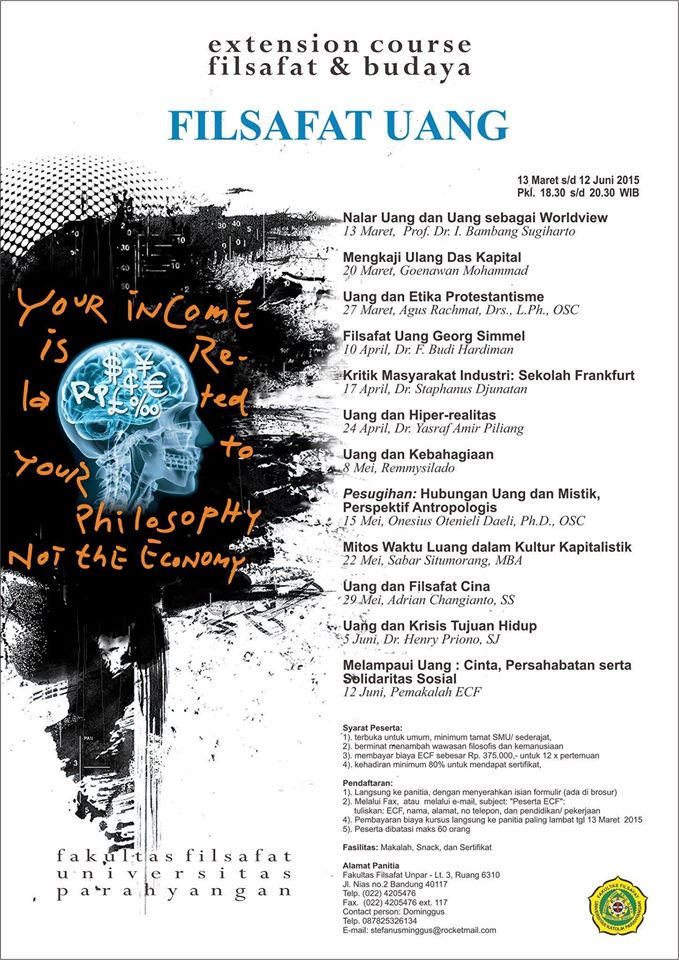 extension course
filsafat & budaya
FILSAFAT UANG
13 Maret s/d 12 Juni 2015
Pkl. 18.30 s/d 20.30 WIB
Nalar Uang dan Uang sebagai Worldview
13 Maret, Prof. Dr. I. Bambang Sugiharto
Mengkaji Ulang Das Kapital
20 Maret, Goenawan Mohammad
Uang dan Etika Protestantisme
27 Maret, Agus Rachmat, Drs., L.Ph., OSC
Filsafat Uang Georg Simmel
10 April, Dr. F. Budi Hardiman
Kritik Masyarakat Industri: Sekolah Frankfurt
17 April, Dr. Staphanus Djunatan
Uang dan Hiper-realitas
24 April, Dr. Yasraf Amir Piliang
Uang dan Kebahagiaan
8 Mei, Remmysilado
Pesugihan: Hubungan Uang dan Mistik,
Perspektif Antropologis
15 Mei, Onesius Otenieli Daeli, Ph.D., OSC
Mitos Waktu Luang dalam Kultur Kapitalistik
22 Mei, Sabar Situmorang, MBA
Uang dan Filsafat Cina
29 Mei, Adrian Changianto, SS
Uang dan Krisis Tujuan Hidup
5 Juni, Dr. Henry Priono, SJ
Melampaui Uang : Cinta, Persahabatan serta
Solidaritas Sosial
12 Juni, Pemakalah ECF
YOUR INCOME
is Re-
la ted
to
YOUR
Philosophy
NOT the ECONOMY
$ ¥
¢ €
Rp £ %
Syarat Peserta:
1). terbuka untuk umum, minimum tamat SMU/ sederajat,
2). berminat menambah wawasan filosofis dan kemanusiaan
3). membayar biaya ECF sebesar Rp. 375.000,- untuk 12 x pertemuan
4). kehadiran minimum 80% untuk mendapat sertifikat,
Pendaftaran:
1). Langsung ke panitia, dengan menyerahkan isian formulir (ada di brosur)
2). Melalui Fax, atau melalui e-mail, subject: "Peserta ECF":
tuliskan: ECF, nama, alamat, no telepon, dan pendidikan/ pekerjaan
4). Pembayaran biaya kursus langsung ke panitia paling lambat tgl 13 Maret 2015
5). Peserta dibatasi maks 60 orang
Fasilitas: Makalah, Snack, dan Sertifikat
Alamat Panitia
Fakultas Filsafat Unpar - Lt. 3, Ruang 6310
Jl. Nias no.2 Bandung 40117
Telp. (022) 4205476
Fax. (022) 4205476 ext. 117
Contact person: Dominggus
Telp. 087825326134
E-mail: stefanusminggus@rocketmail.com
fakultas filsafat
universitas
parahyangan
FAKULTAS FILSAFAT
UNIVERSITAS KATOLIK PARAHYANGAN